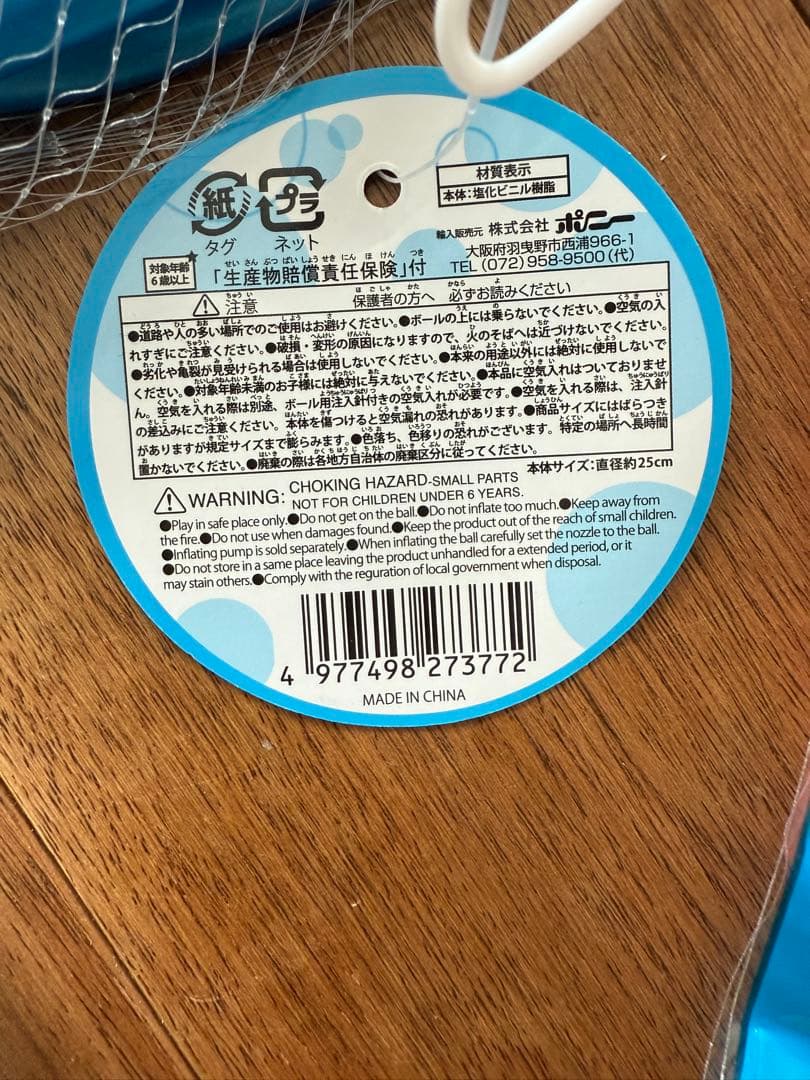 紙
プラ
タグ ネット
材質表示
本体:塩化ビニル樹脂
輸入販売元 株式会社 ポニー
大阪府羽曳野市西浦966-1
TEL (072) 958-9500(代)
対象年齢
6歳以上
「生産物賠償責任保険」付
注意 保護者の方へ 必ずお読みください
●道路や人の多い場所でのご使用はお避けください。●ボールの上には乗らないでください。●空気の入
れすぎにご注意ください。●破損・変形の原因になりますので、火のそばへは近づけないでください。
●劣化や亀裂が見受けられる場合は使用しないでください。●本来の用途以外には絶対に使用しないで
ください。●対象年齢未満のお子様には絶対に与えないでください。●本品に空気入れはついておりませ
ん。空気を入れる際は別途、ボール用注射針付きの空気入れが必要です。●空気を入れる際は、注入針
の差込みにご注意ください。本体を傷つけると空気漏れの恐れがあります。●商品サイズにはばらつき
がありますが規定サイズまで膨らみます。●色落ち、色移りの恐れがございます。特定の場所へ長時間
置かないでください。●廃棄の際は各地方自治体の廃棄区分に従ってください。
本体サイズ:直径約25cm
WARNING: CHOKING HAZARD-SMALL PARTS
NOT FOR CHILDREN UNDER 6 YEARS.
●Play in safe place only.●Do not get on the ball.●Do not inflate too much.●Keep away from
the fire.●Do not use when damages found.●Keep the product out of the reach of small children.
●Inflating pump is sold separately.●When inflating the ball carefully set the nozzle to the ball.
●Do not store in a same place leaving the product unhandled for a extended period, or it
may stain others.●Comply with the reguration of local government when disposal.
4 977498 273772
MADE IN CHINA